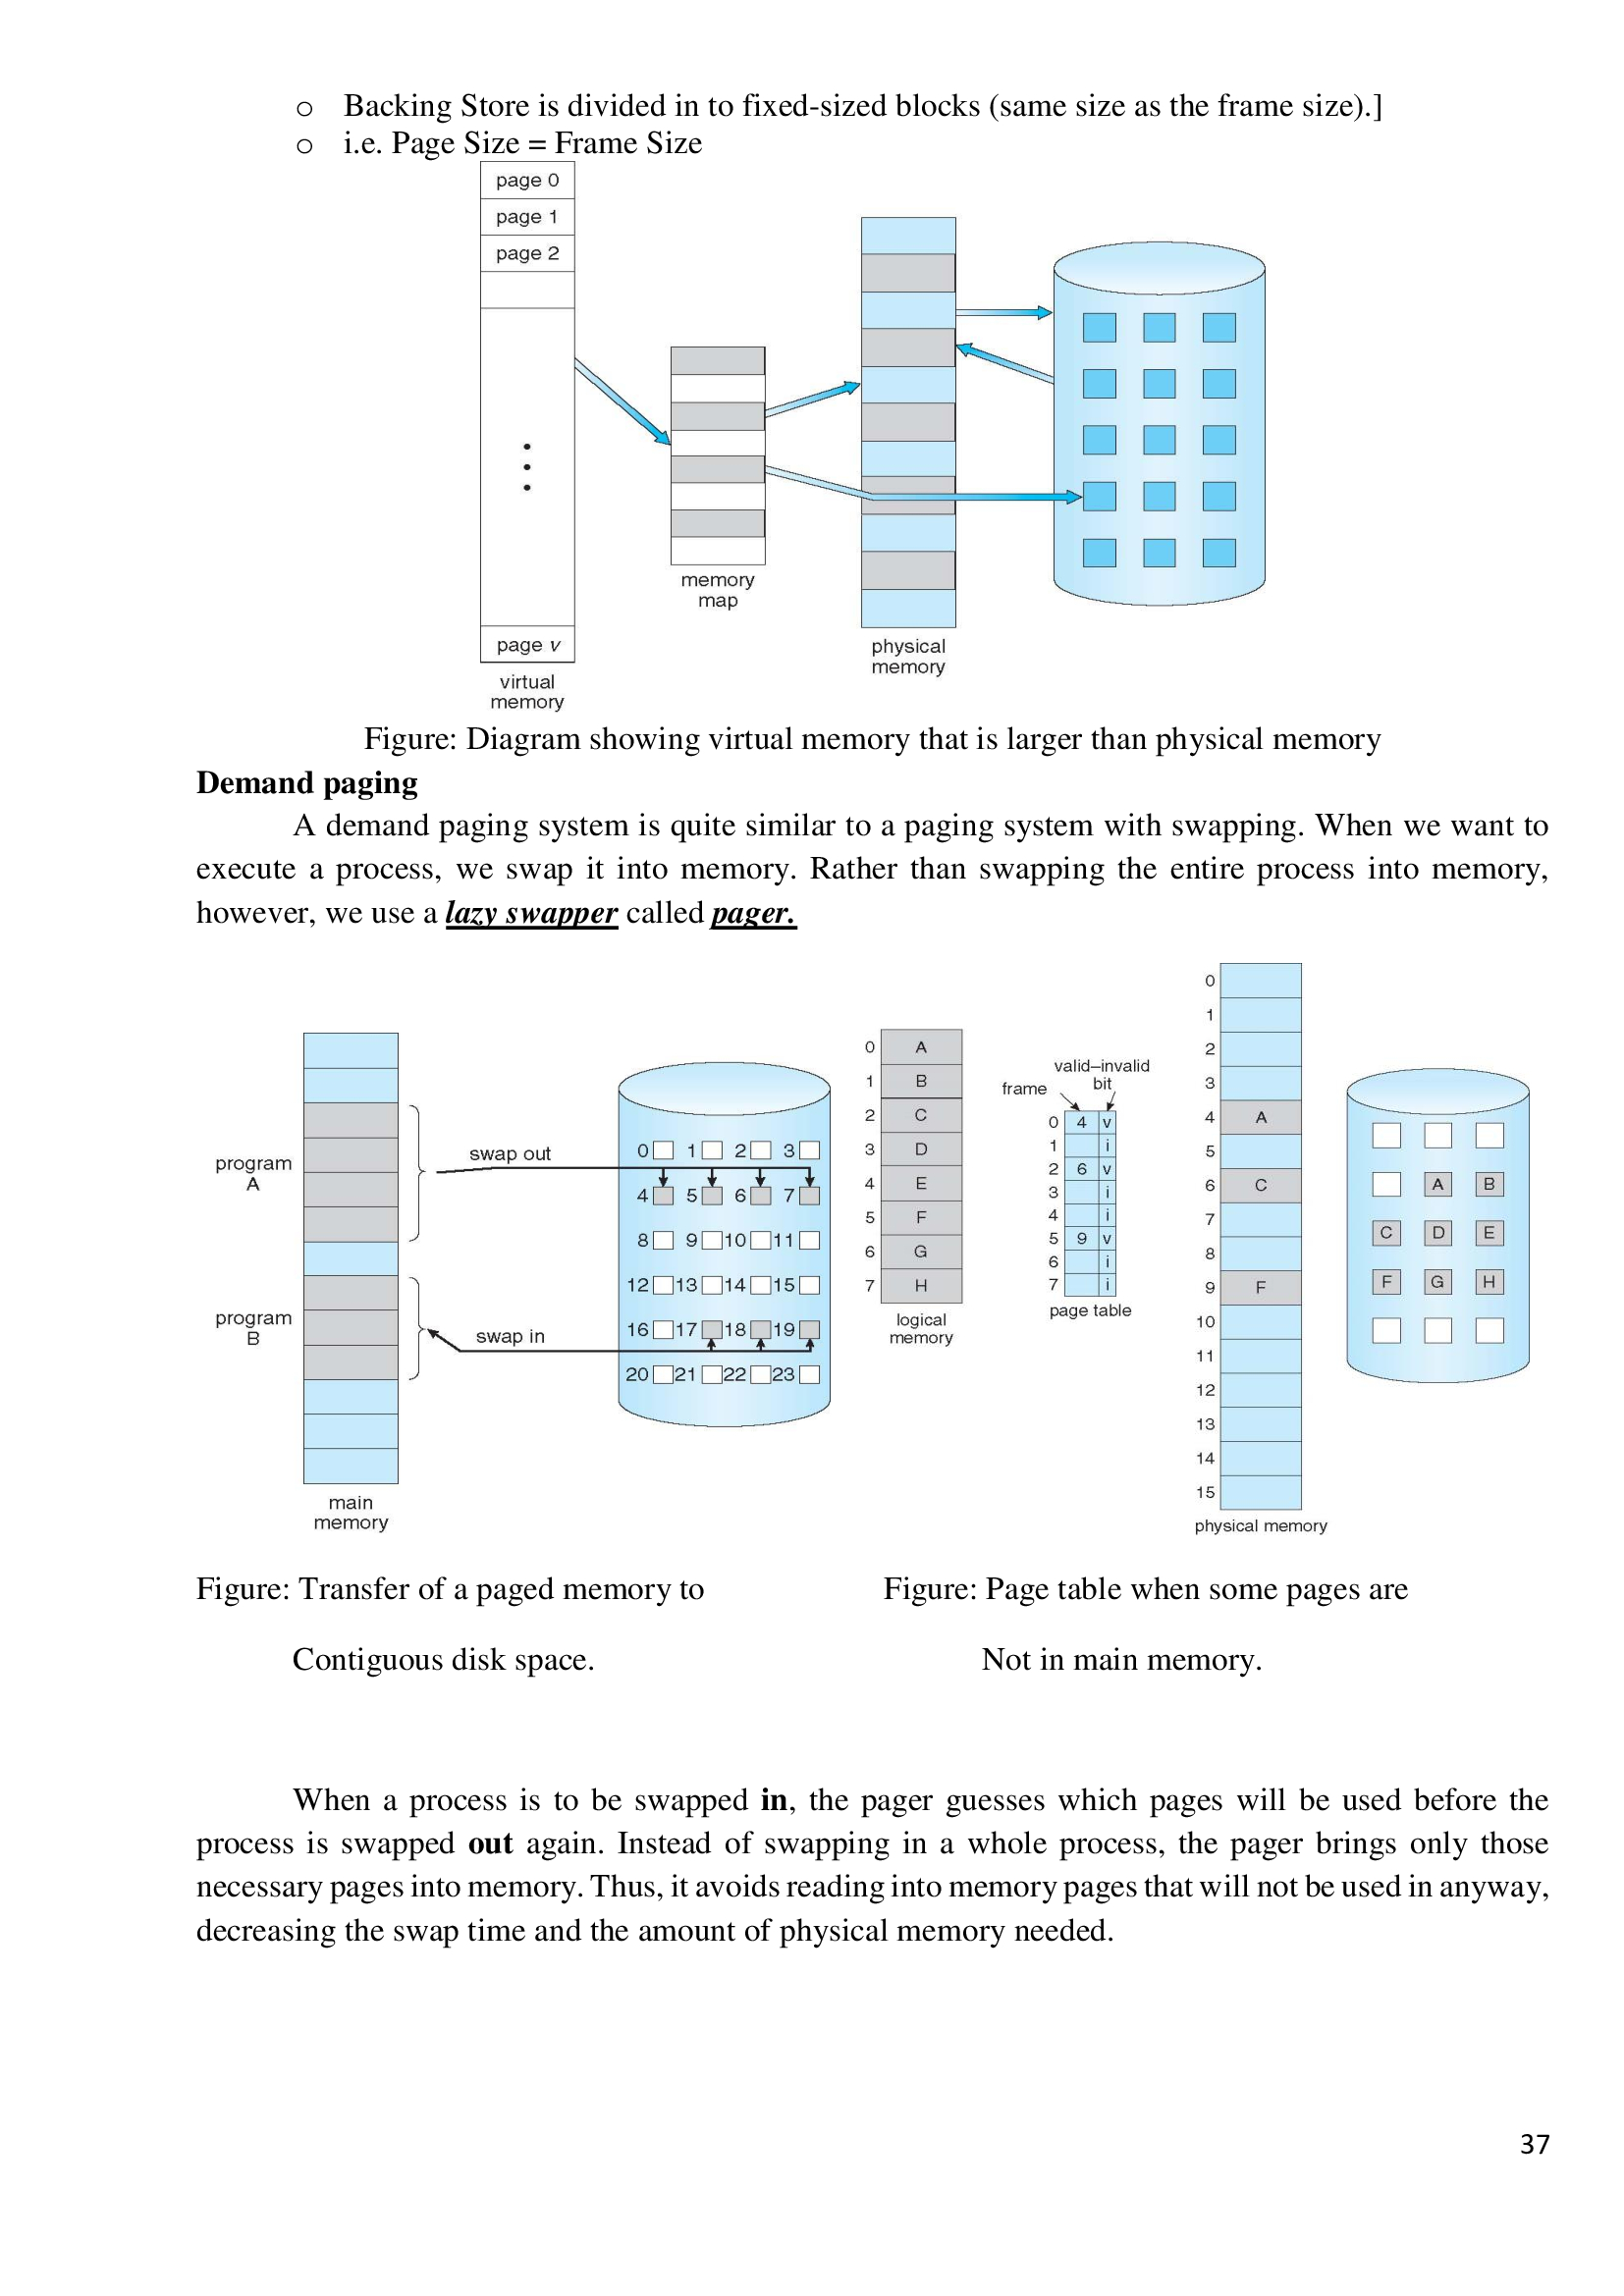 o Backing Store is divided in to fixed-sized blocks (same size as the frame size).]
o i.e. Page Size = Frame Size
page 0
page 1
page 2
page v
virtual
memory
memory
map
physical
memory
Figure: Diagram showing virtual memory that is larger than physical memory
Demand paging
A demand paging system is quite similar to a paging system with swapping. When we want to
execute a process, we swap it into memory. Rather than swapping the entire process into memory,
however, we use a lazy swapper called pager.
program
A
program
B
main
memory
swap out
swap in
0 1 2 3
4 5 6 7
8 9 10 11
12 13 14 15
16 17 18 19
20 21 22 23
0 A
1 B
2 C
3 D
4 E
5 F
6 G
7 H
logical
memory
valid–invalid
bit
frame
0 4 v
1 i
2 6 v
3 i
4 i
5 9 v
6 i
7 i
page table
0
1
2
3
4 A
5
6 C
7
8
9 F
10
11
12
13
14
15
physical memory
A B
C D E
F G H
Figure: Transfer of a paged memory to
Contiguous disk space.
Figure: Page table when some pages are
Not in main memory.
When a process is to be swapped in, the pager guesses which pages will be used before the
process is swapped out again. Instead of swapping in a whole process, the pager brings only those
necessary pages into memory. Thus, it avoids reading into memory pages that will not be used in anyway,
decreasing the swap time and the amount of physical memory needed.
37